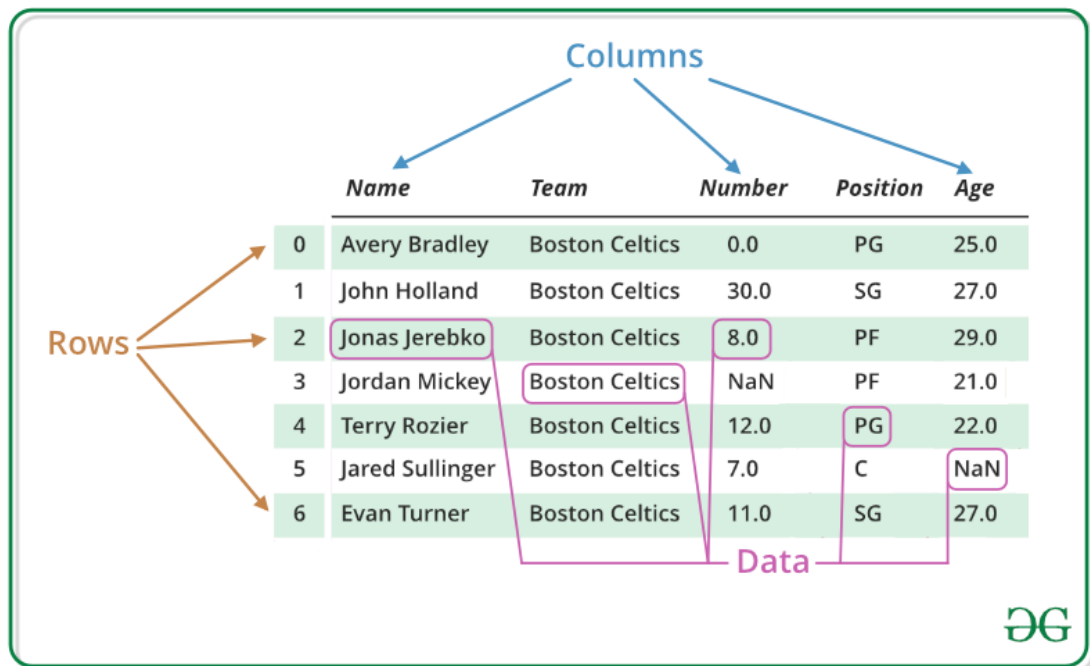 Columns
Name Team Number Position Age
0 Avery Bradley Boston Celtics 0.0 PG 25.0
1 John Holland Boston Celtics 30.0 SG 27.0
Rows
2 Jonas Jerebko Boston Celtics 8.0 PF 29.0
3 Jordan Mickey Boston Celtics NaN PF 21.0
4 Terry Rozier Boston Celtics 12.0 PG 22.0
5 Jared Sullinger Boston Celtics 7.0 C NaN
6 Evan Turner Boston Celtics 11.0 SG 27.0
Data